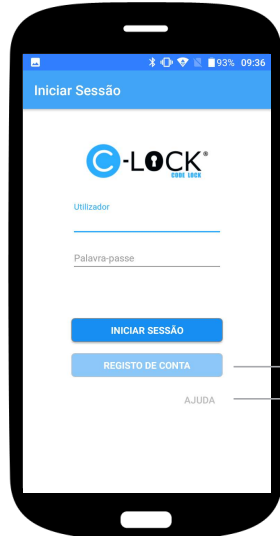 93% 09:36
Iniciar Sessão
C-LOCK®
CODE LOCK
Utilizador
Palavra-passe
INICIAR SESSÃO
REGISTO DE CONTA
AJUDA